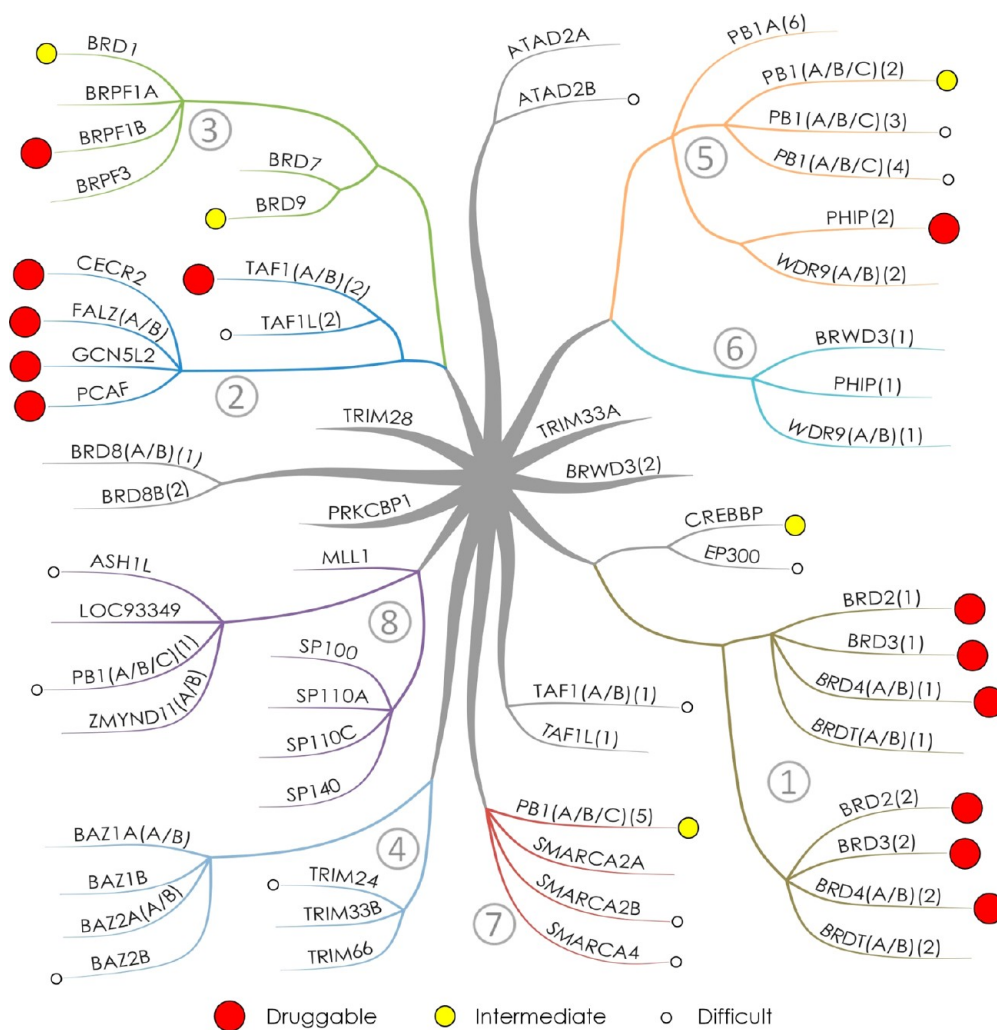 BRD1
BRPF1A
BRPF1B
BRPF3
3
BRD7
BRD9
ATAD2A
ATAD2B
PB1A(6)
PB1(A/B/C)(2)
PB1(A/B/C)(3)
PB1(A/B/C)(4)
5
PHIP(2)
WDR9(A/B)(2)
CECR2
FALZ(A/B)
GCN5L2
PCAF
TAF1(A/B)(2)
TAF1L(2)
2
6
BRWD3(1)
PHIP(1)
WDR9(A/B)(1)
TRIM28
TRIM33A
BRD8(A/B)(1)
BRD8B(2)
BRWD3(2)
PRKCBP1
CREBBP
EP300
ASH1L
LOC93349
PB1(A/B/C)(1)
ZMYND11(A/B)
MLL1
8
SP100
SP110A
SP110C
SP140
BRD2(1)
BRD3(1)
BRD4(A/B)(1)
BRDT(A/B)(1)
1
BRD2(2)
BRD3(2)
BRD4(A/B)(2)
BRDT(A/B)(2)
TAF1(A/B)(1)
TAF1L(1)
BAZ1A(A/B)
BAZ1B
BAZ2A(A/B)
BAZ2B
4
TRIM24
TRIM33B
TRIM66
PB1(A/B/C)(5)
SMARCA2A
SMARCA2B
SMARCA4
7
Druggable Intermediate Difficult